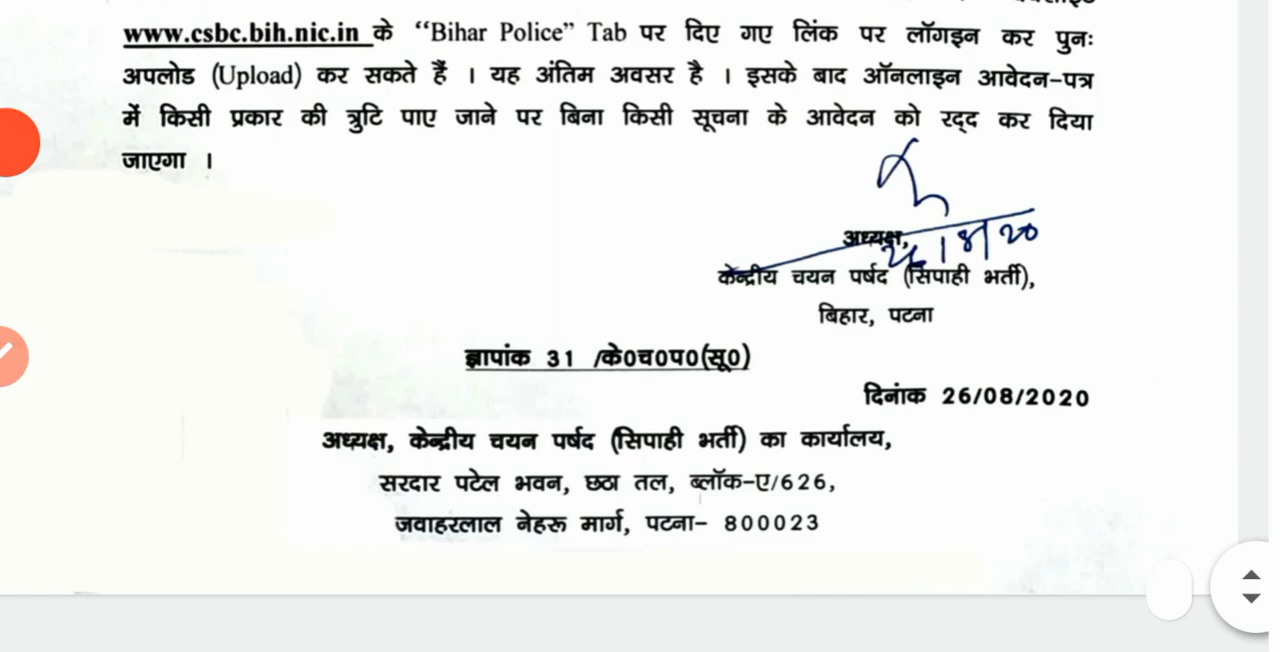 www.csbc.bih.nic.in के “Bihar Police” Tab पर दिए गए लिंक पर लॉगइन कर पुनः
अपलोड (Upload) कर सकते हैं । यह अंतिम अवसर है । इसके बाद ऑनलाइन आवेदन-पत्र
में किसी प्रकार की त्रुटि पाए जाने पर बिना किसी सूचना के आवेदन को रद्द कर दिया
जाएगा ।
अध्यक्ष,
26/8/20
केन्द्रीय चयन पर्षद (सिपाही भर्ती),
बिहार, पटना
ज्ञापांक 31 /के0च0प0(सू0)
दिनांक 26/08/2020
अध्यक्ष, केन्द्रीय चयन पर्षद (सिपाही भर्ती) का कार्यालय,
सरदार पटेल भवन, छठा तल, ब्लॉक-ए/626,
जवाहरलाल नेहरू मार्ग, पटना- 800023